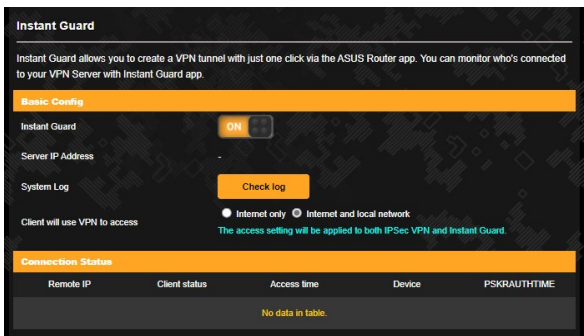 Instant Guard
Instant Guard allows you to create a VPN tunnel with just one click via the ASUS Router app. You can monitor who's connected
to your VPN Server with Instant Guard app.
Basic Config
Instant Guard
ON
Server IP Address
-
System Log
Check log
Client will use VPN to access
Internet only Internet and local network
The access setting will be applied to both IPSec VPN and Instant Guard.
Connection Status
Remote IP Client status Access time Device PSKRAUTHTIME
No data in table.